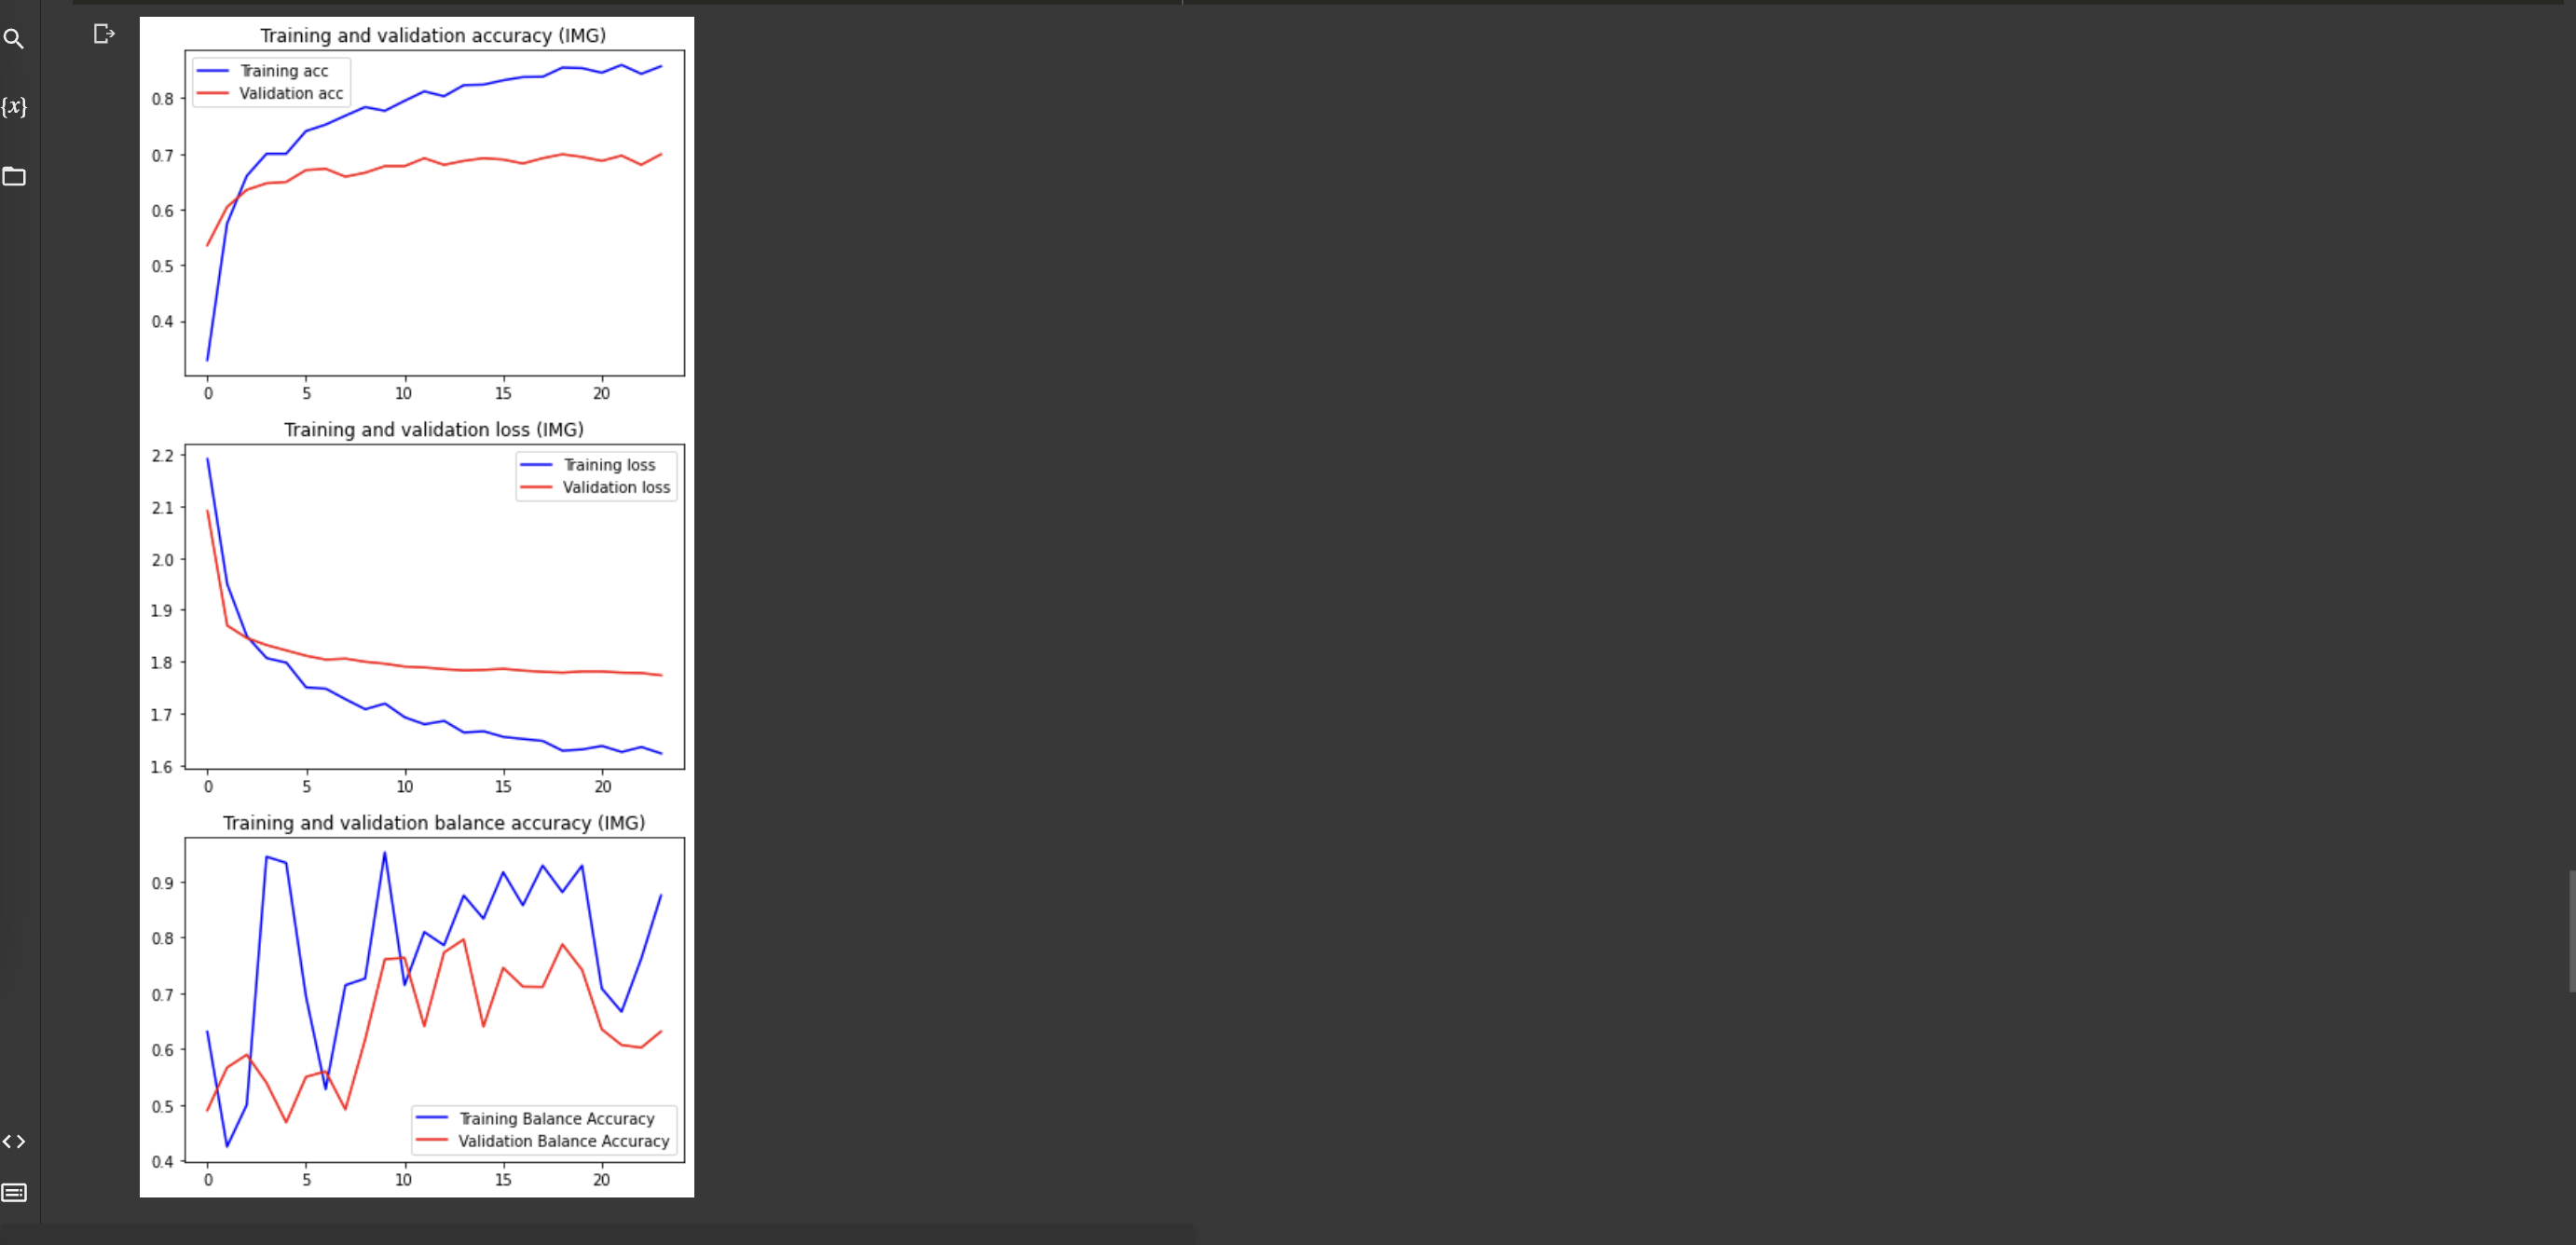 Training and validation accuracy (IMG)
Training acc
Validation acc
0.8
0.7
0.6
0.5
0.4
0 5 10 15 20
Training and validation loss (IMG)
Training loss
Validation loss
2.2
2.1
2.0
1.9
1.8
1.7
1.6
0 5 10 15 20
Training and validation balance accuracy (IMG)
0.9
0.8
0.7
0.6
0.5
0.4
Training Balance Accuracy
Validation Balance Accuracy
0 5 10 15 20
{x}
<>